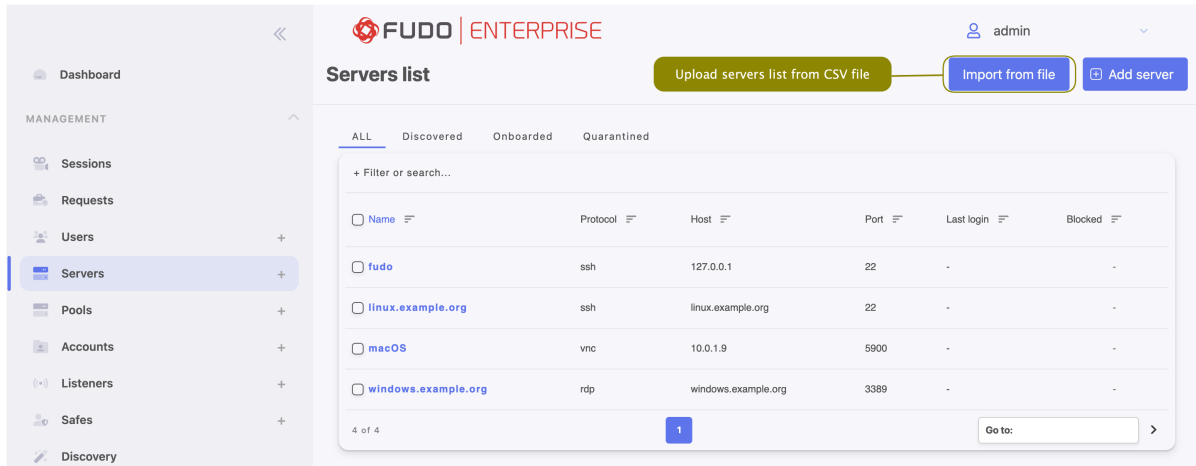 FUDO ENTERPRISE
admin
Dashboard
Servers list
Upload servers list from CSV file
Import from file
Add server
MANAGEMENT
ALL Discovered Onboarded Quarantined
Sessions
+ Filter or search...
Requests
Name Protocol Host Port Last login Blocked
Users +
fudo ssh 127.0.0.1 22 - -
Servers +
linux.example.org ssh linux.example.org 22 - -
Pools +
macOS vnc 10.0.1.9 5900 - -
Accounts +
windows.example.org rdp windows.example.org 3389 - -
Listeners +
4 of 4 1 Go to:
Safes +
Discovery